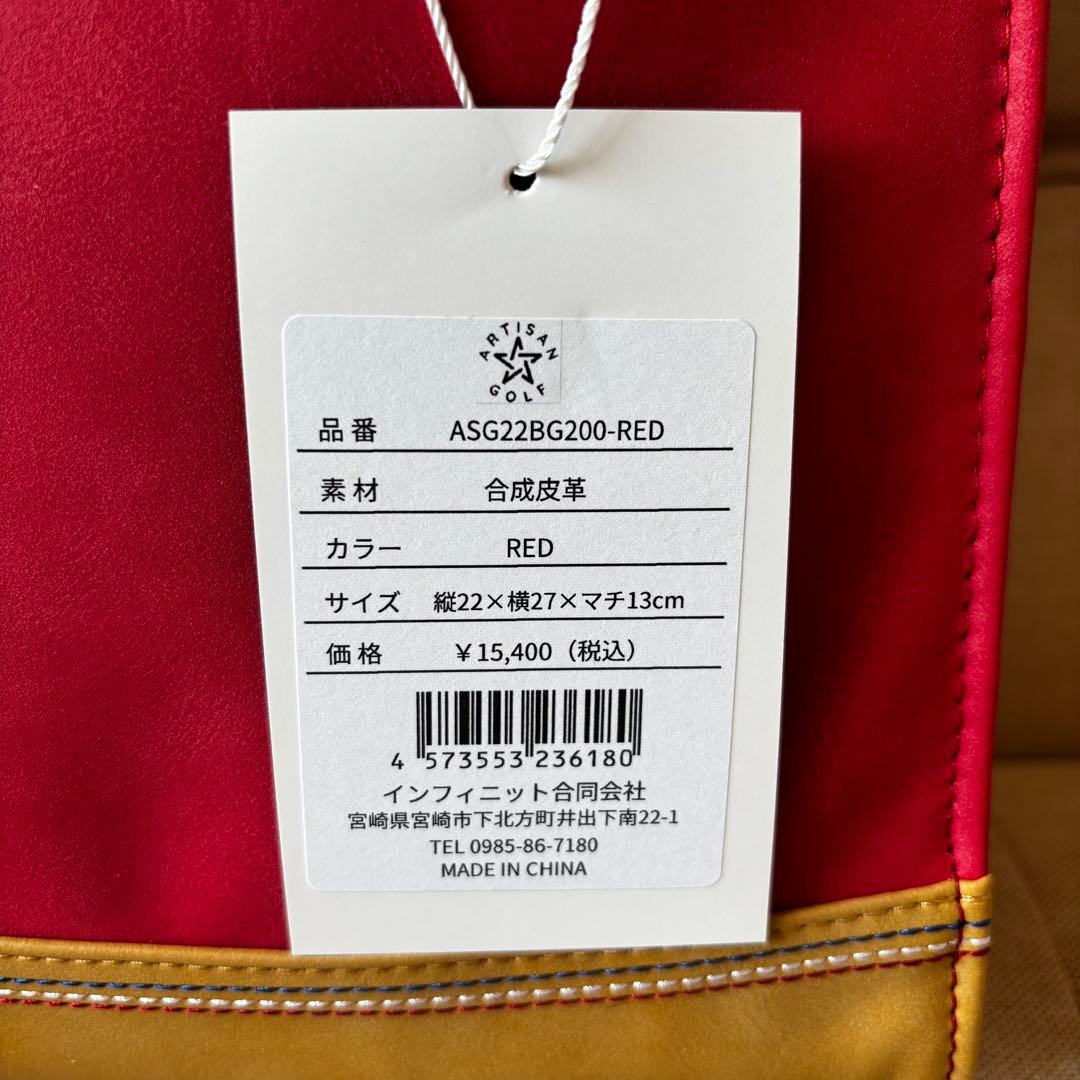 ARTISAN
GOLF
品番 ASG22BG200-RED
素材 合成皮革
カラー RED
サイズ 縦22×横27×マチ13cm
価格 ￥15,400（税込）
4 573553 236180
インフィニット合同会社
宮崎県宮崎市下北方町井出下南22-1
TEL 0985-86-7180
MADE IN CHINA